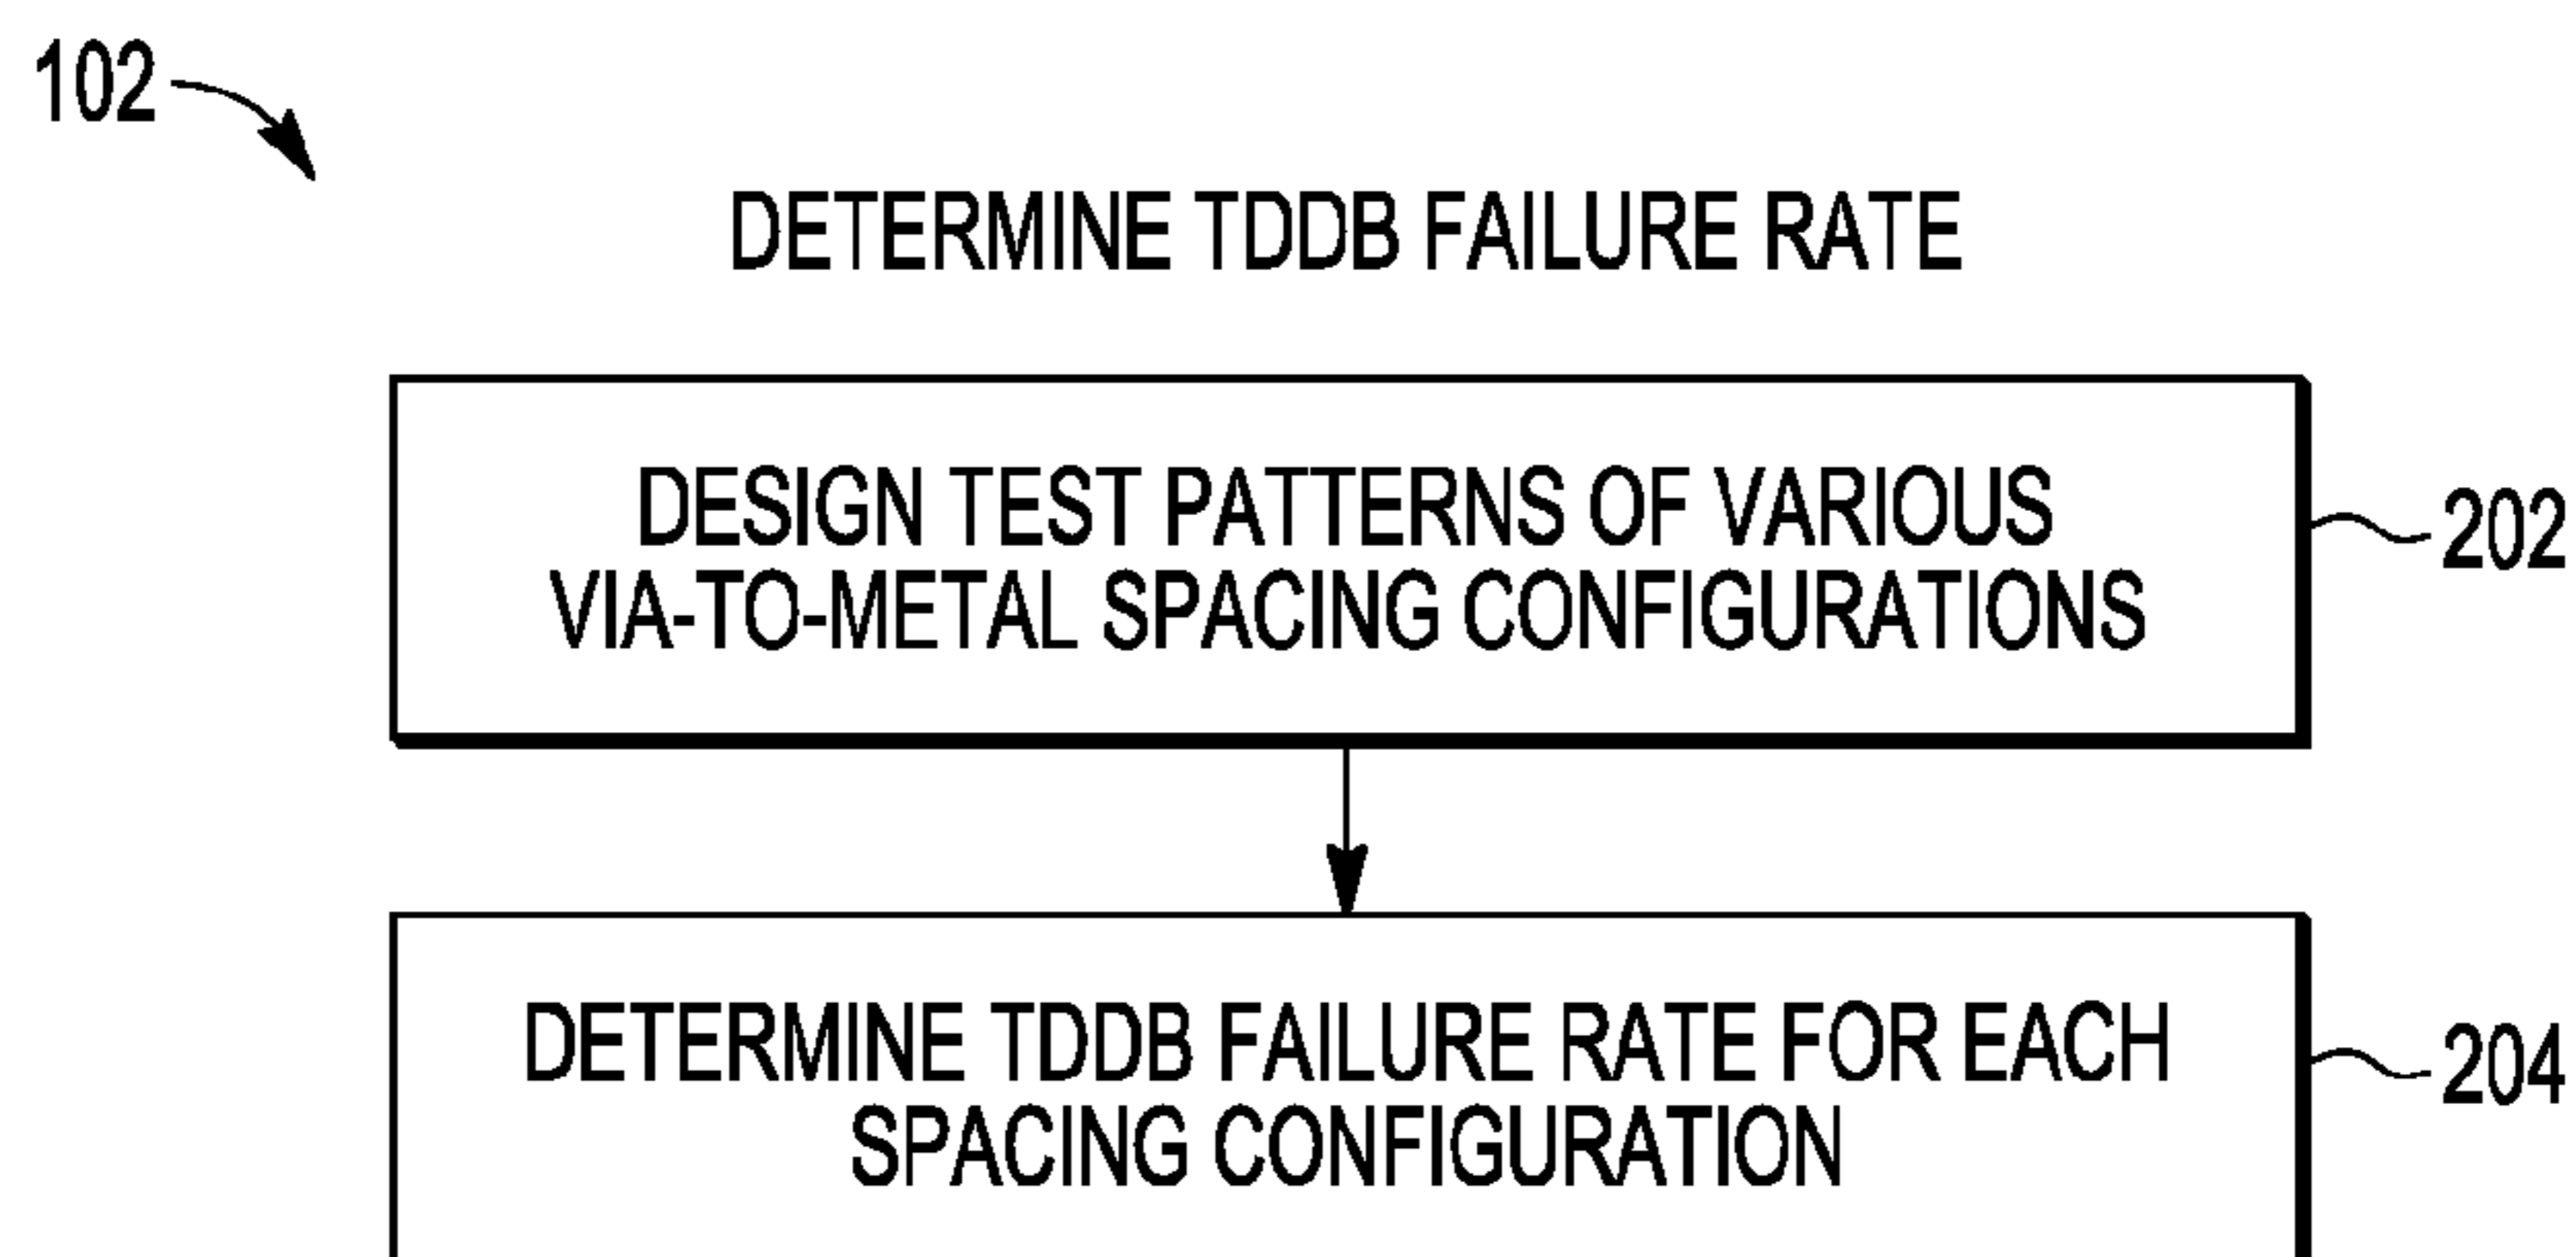 102
DETERMINE TDDB FAILURE RATE
DESIGN TEST PATTERNS OF VARIOUS
VIA-TO-METAL SPACING CONFIGURATIONS
202
DETERMINE TDDB FAILURE RATE FOR EACH
SPACING CONFIGURATION
204